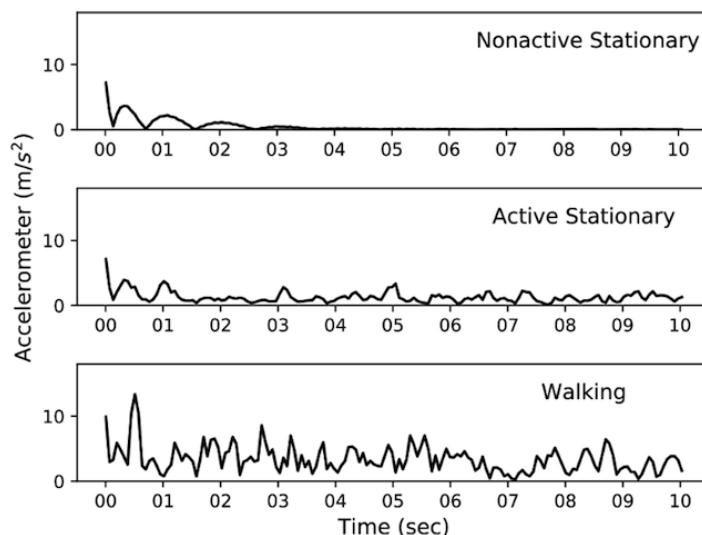 Nonactive Stationary
10
0
00 01 02 03 04 05 06 07 08 09 10
Active Stationary
10
0
00 01 02 03 04 05 06 07 08 09 10
Walking
10
0
00 01 02 03 04 05 06 07 08 09 10
Accelerometer (m/s²)
Time (sec)